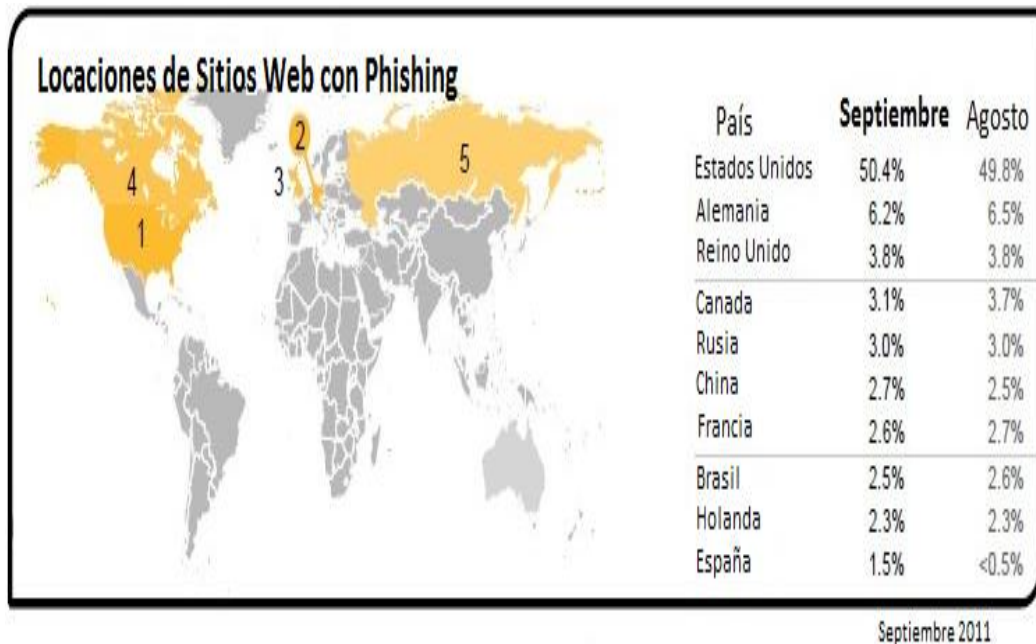 Locaciones de Sitios Web con Phishing
2
3
4
5
1
País Septiembre Agosto
Estados Unidos 50.4% 49.8%
Alemania 6.2% 6.5%
Reino Unido 3.8% 3.8%
Canada 3.1% 3.7%
Rusia 3.0% 3.0%
China 2.7% 2.5%
Francia 2.6% 2.7%
Brasil 2.5% 2.6%
Holanda 2.3% 2.3%
España 1.5% <0.5%
Septiembre 2011